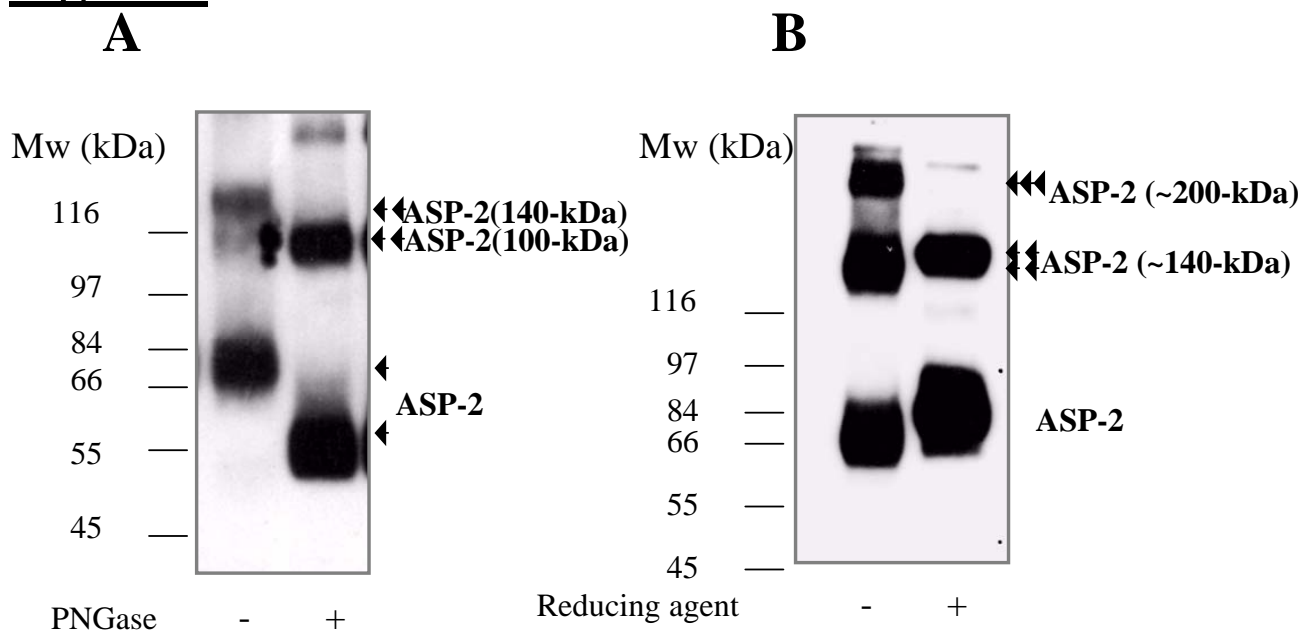 A
Mw (kDa)
116
97
84
66
55
45
ASP-2(140-kDa)
ASP-2(100-kDa)
ASP-2
PNGase - +
B
Mw (kDa)
116
97
84
66
55
45
ASP-2 (~200-kDa)
ASP-2 (~140-kDa)
ASP-2
Reducing agent - +